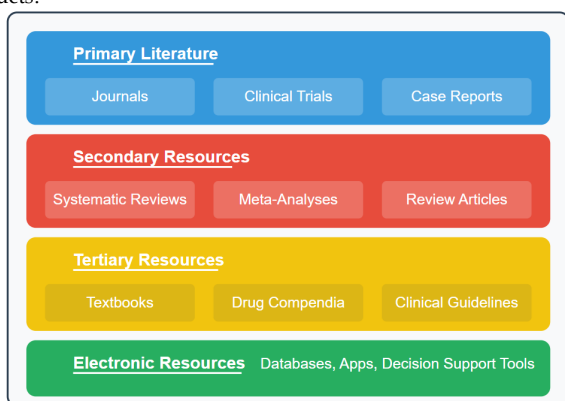 Primary Literature
Journals Clinical Trials Case Reports
Secondary Resources
Systematic Reviews Meta-Analyses Review Articles
Tertiary Resources
Textbooks Drug Compendia Clinical Guidelines
Electronic Resources Databases, Apps, Decision Support Tools